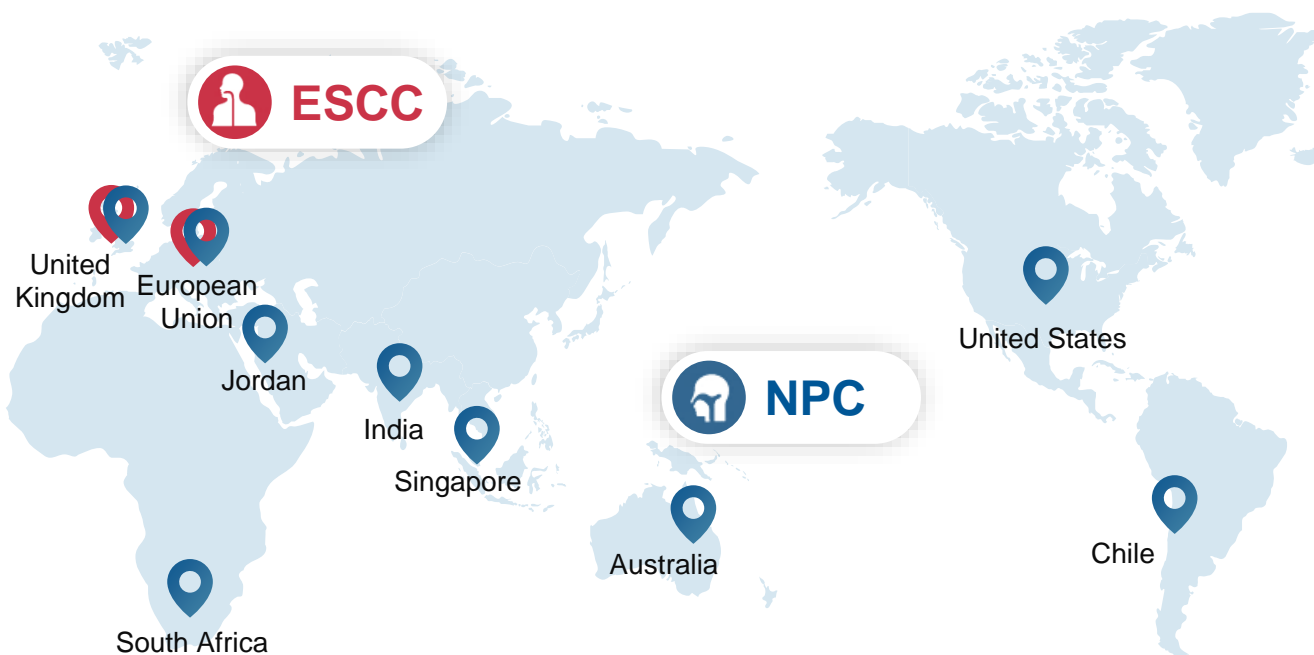 ESCC
United
Kingdom
European
Union
Jordan
India
Singapore
South Africa
NPC
Australia
United States
Chile